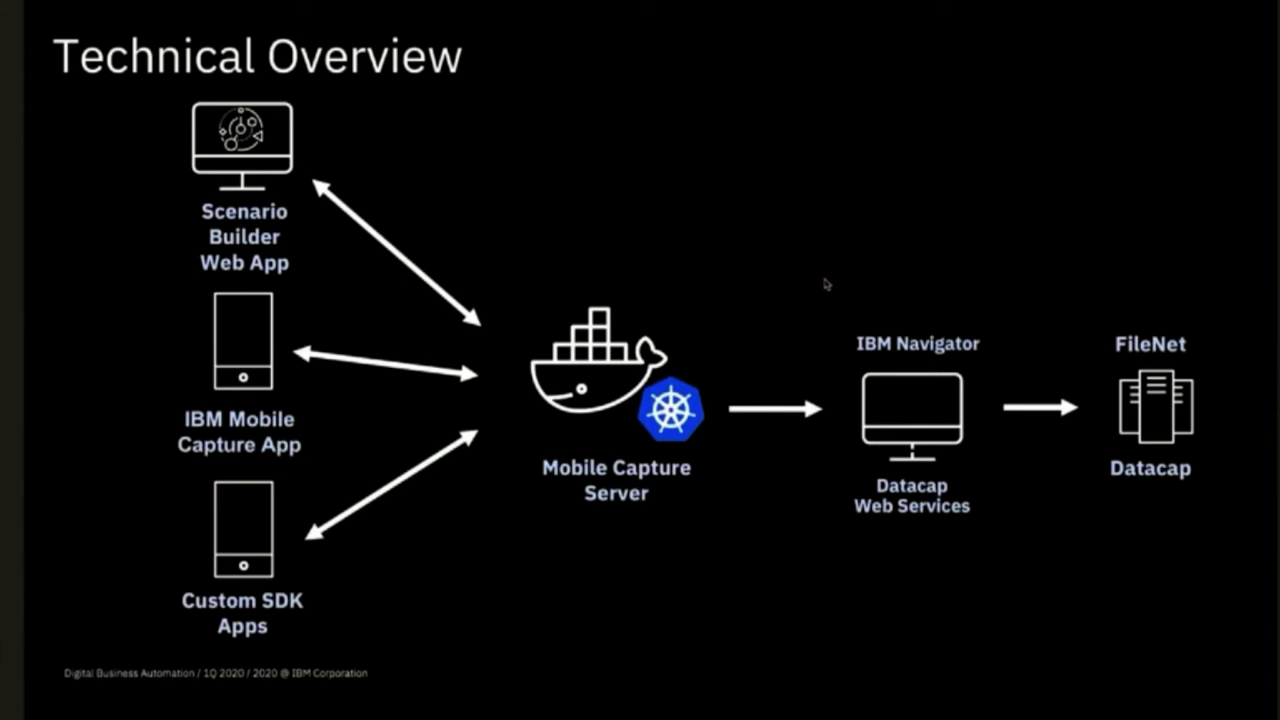 Technical Overview
Scenario
Builder
Web App
IBM Mobile
Capture App
Custom SDK
Apps
Mobile Capture
Server
IBM Navigator
Datacap
Web Services
FileNet
Datacap
Digital Business Automation / 1Q 2020 / 2020 @ IBM Corporation